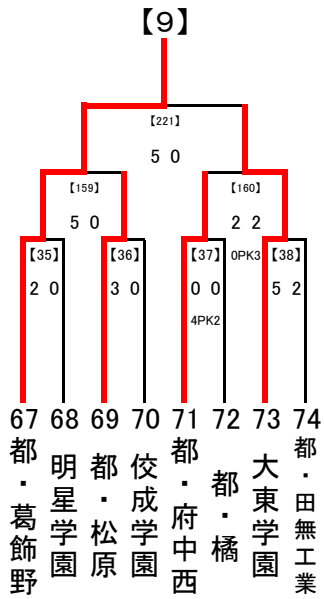 【9】
【221】
5 0
【159】
【160】
5 0
2 2
0PK3
【35】
【36】
【37】
【38】
2 0
3 0
0 0
5 2
4PK2
67
68
69
70
71
72
73
74
都・葛飾野
明星学園
都・松原
佼成学園
都・府中西
都・橘
大東学園
都・田無工業